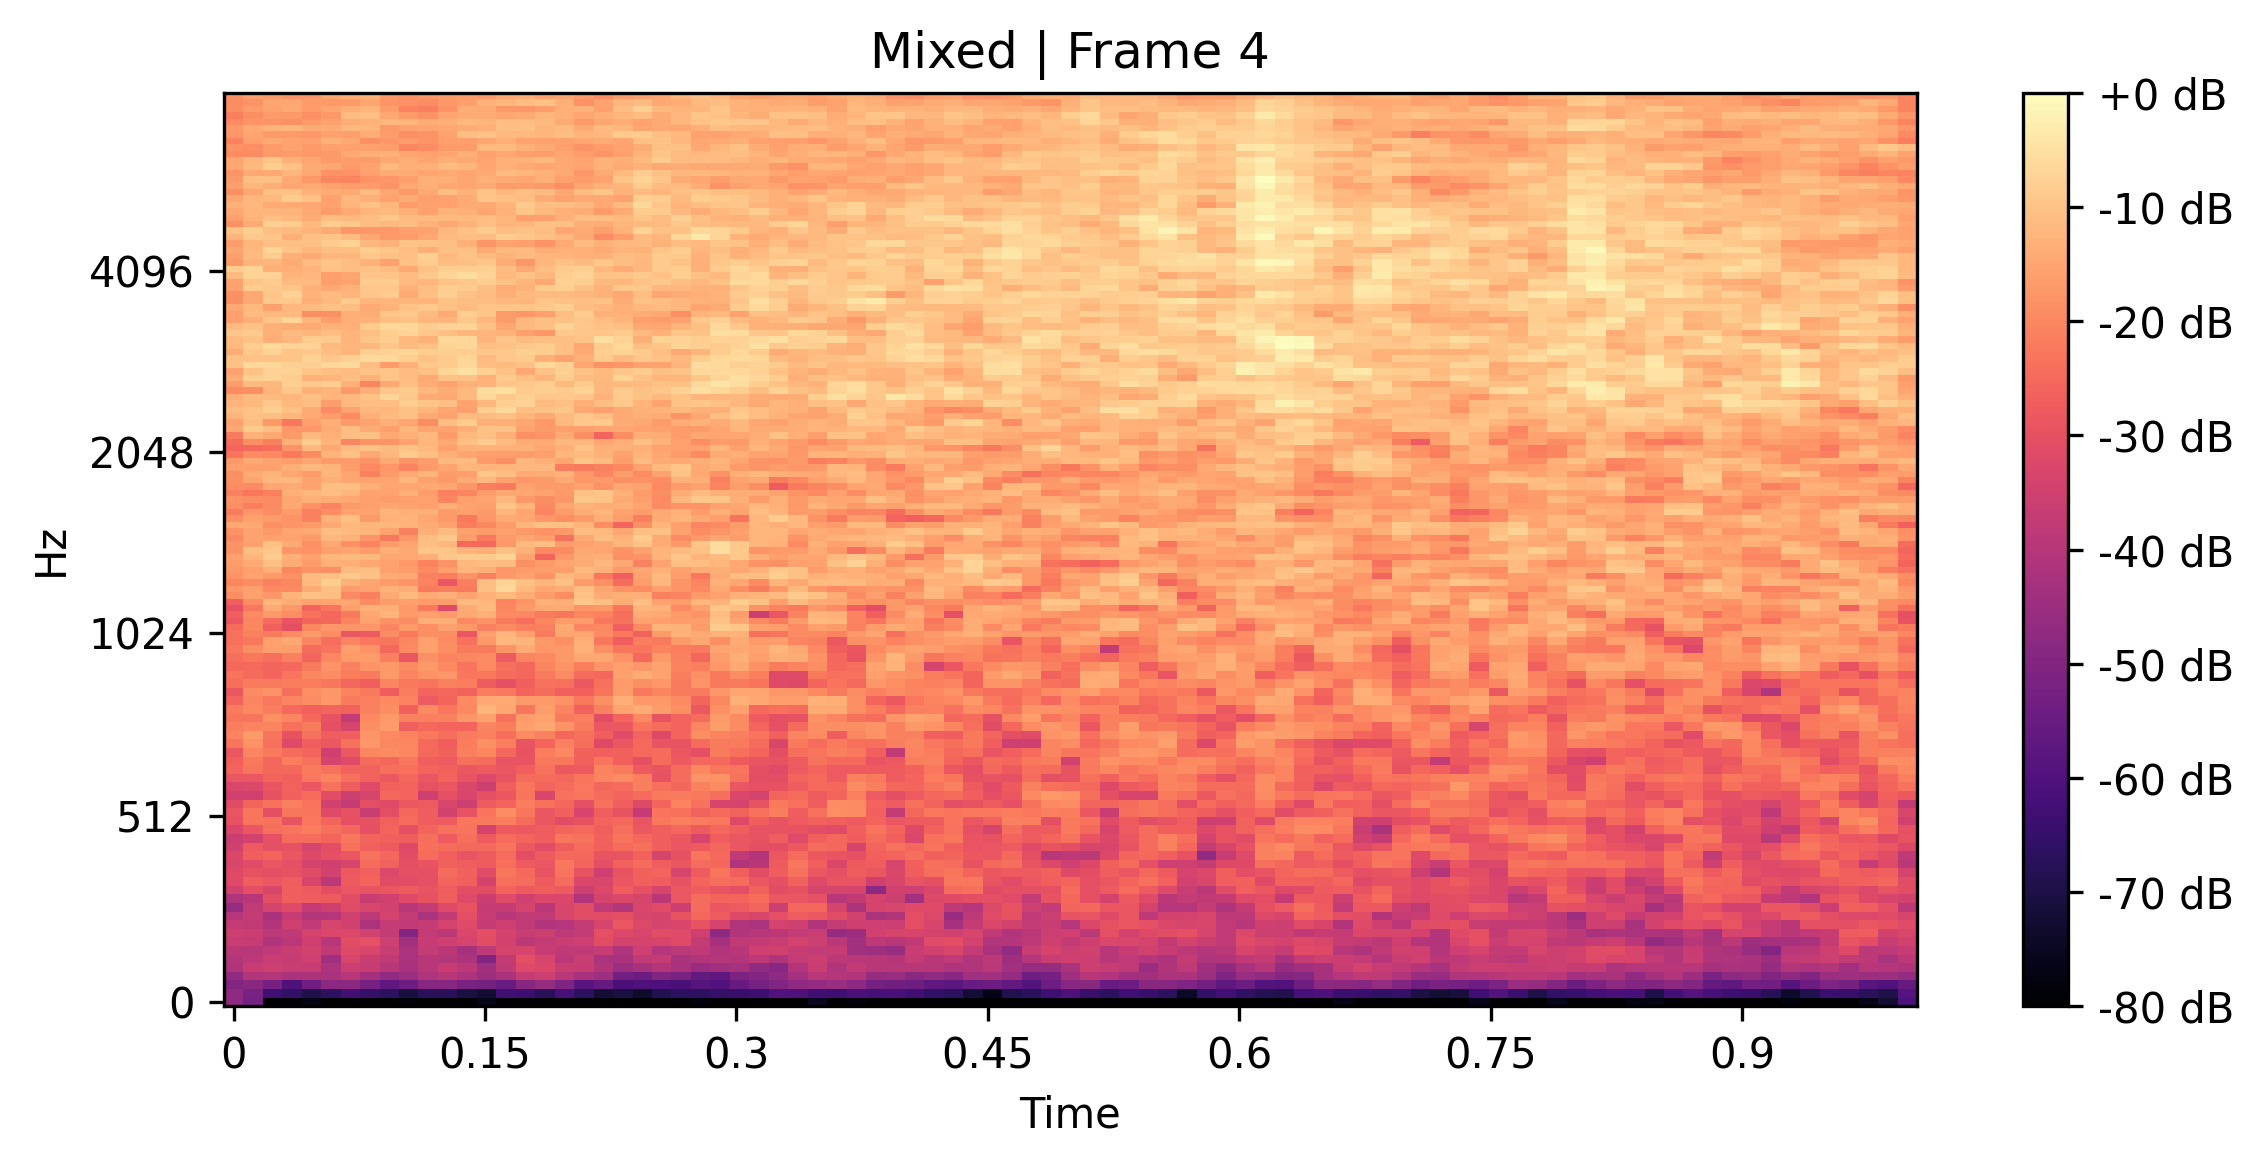 Mixed | Frame 4
+0 dB
-10 dB
-20 dB
-30 dB
-40 dB
-50 dB
-60 dB
-70 dB
-80 dB
Hz
4096
2048
1024
512
0
0 0.15 0.3 0.45 0.6 0.75 0.9
Time